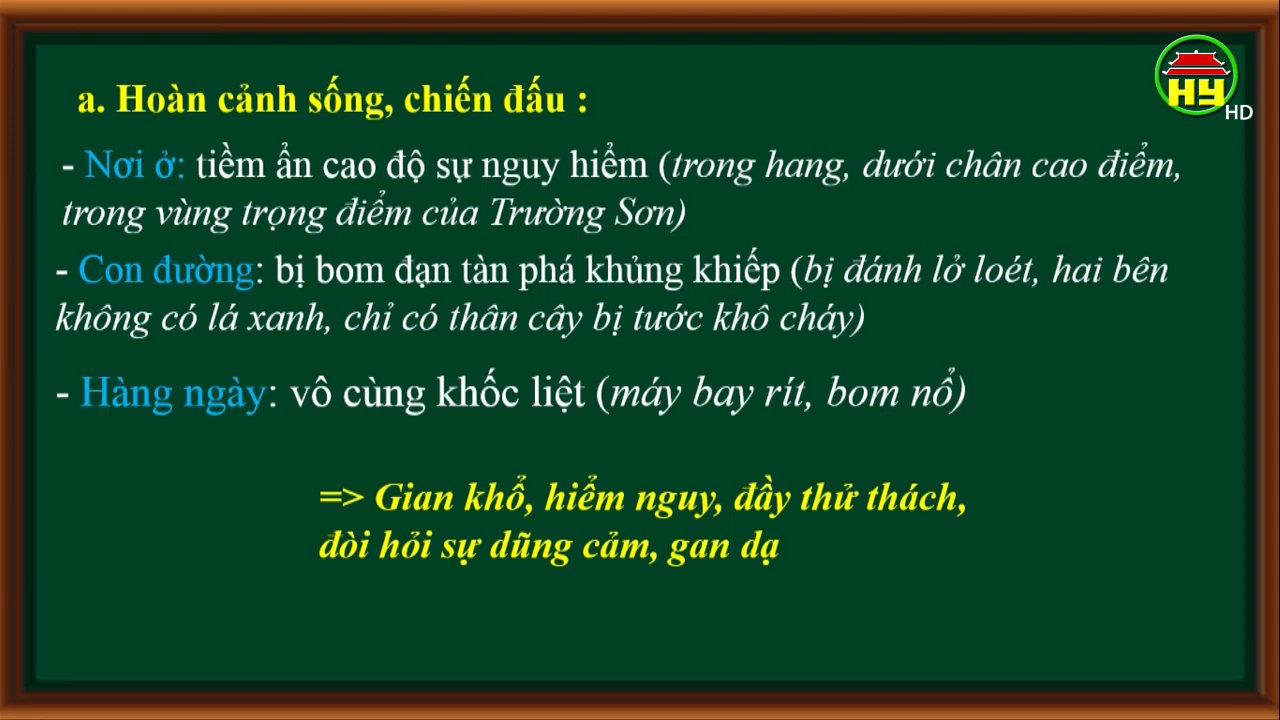 HY
HD
a. Hoàn cảnh sống, chiến đấu :
- Nơi ở: tiềm ẩn cao độ sự nguy hiểm (trong hang, dưới chân cao điểm,
trong vùng trọng điểm của Trường Sơn)
- Con đường: bị bom đạn tàn phá khủng khiếp (bị đánh lở loét, hai bên
không có lá xanh, chỉ có thân cây bị tước khô cháy)
- Hàng ngày: vô cùng khốc liệt (máy bay rít, bom nổ)
=> Gian khổ, hiểm nguy, đầy thử thách,
đòi hỏi sự dũng cảm, gan dạ